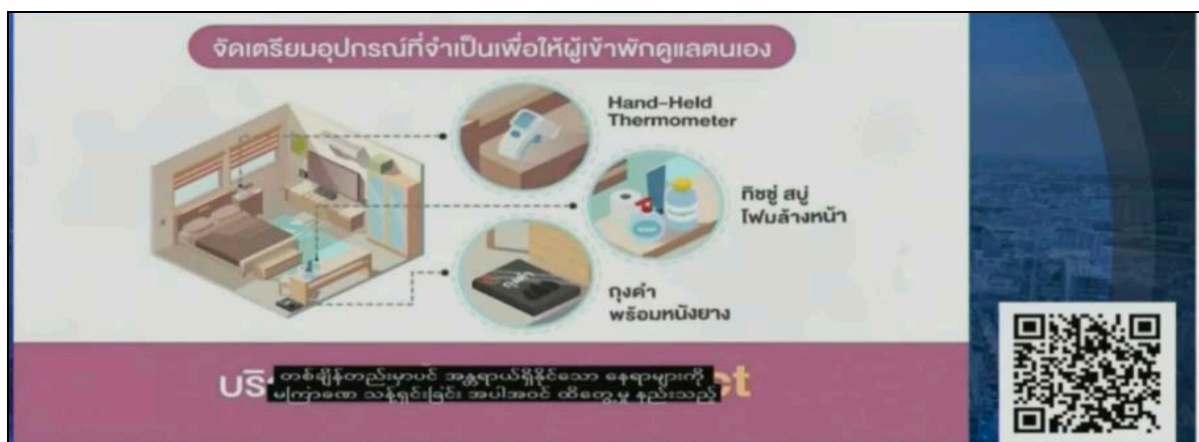 จัดเตรียมอุปกรณ์ที่จำเป็นเพื่อให้ผู้เข้าพักดูแลตนเอง
Hand-Held
Thermometer
ทิชชู่ สบู่
โฟมล้างหน้า
ถุงดำ
พร้อมหนังยาง
တစ်ချိန်တည်းမှာပင် အန္တရာယ်ရှိနိုင်သော နေရာများကို
မကြာခဏ သန့်ရှင်းခြင်း အပါအဝင် ထိတွေ့မှု နည်းသည့်